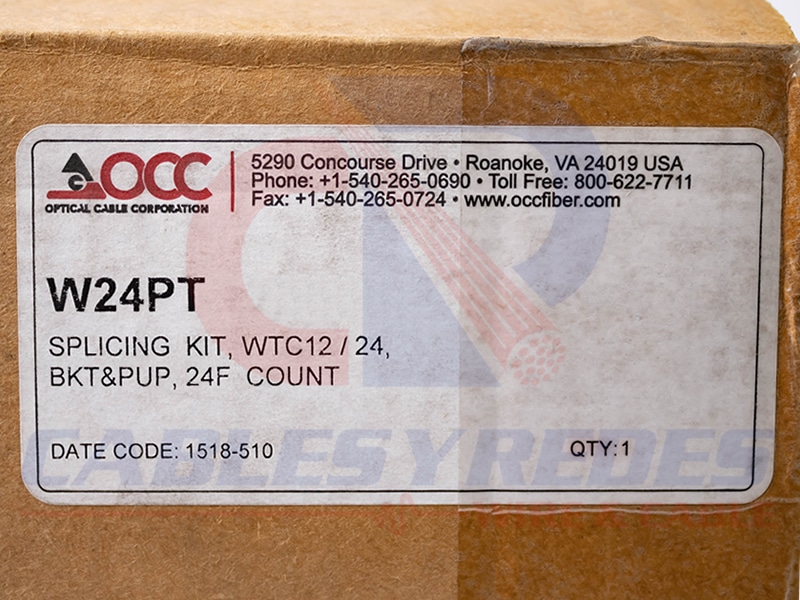 OCC
OPTICAL CABLE CORPORATION
5290 Concourse Drive • Roanoke, VA 24019 USA
Phone: +1-540-265-0690 • Toll Free: 800-622-7711
Fax: +1-540-265-0724 • www.occfiber.com
W24PT
SPLICING KIT, WTC12 / 24,
BKT&PUP, 24F COUNT
DATE CODE: 1518-510
QTY:1
CABLES Y REDES